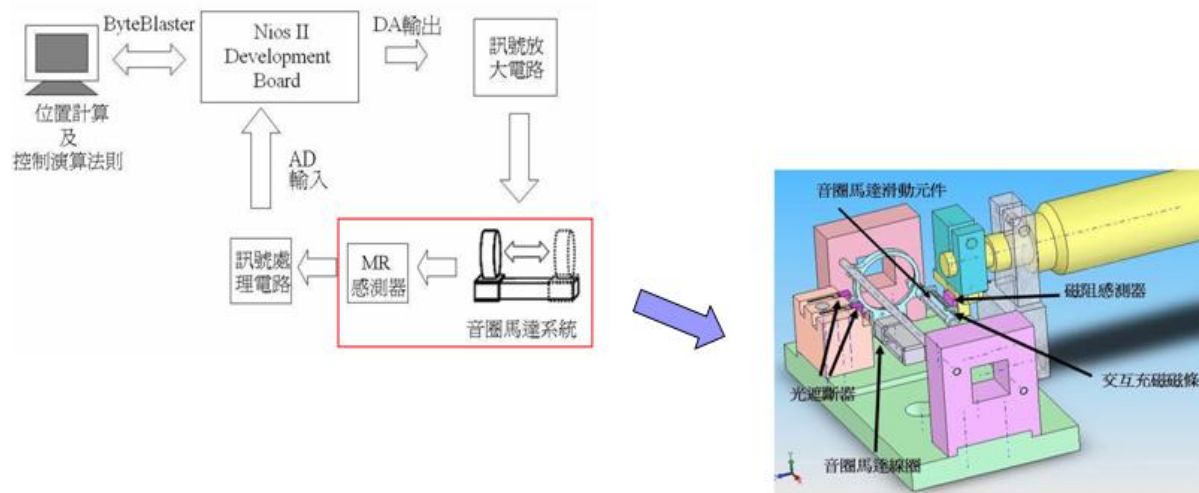 ByteBlaster
Nios II
Development
Board
DA輸出
訊號放
大電路
位置計算
及
控制演算法則
AD
輸入
訊號處
理電路
MR
感測器
音圈馬達系統
音圈馬達滑動元件
磁阻感測器
交互充磁磁條
光遮斷器
音圈馬達線圈